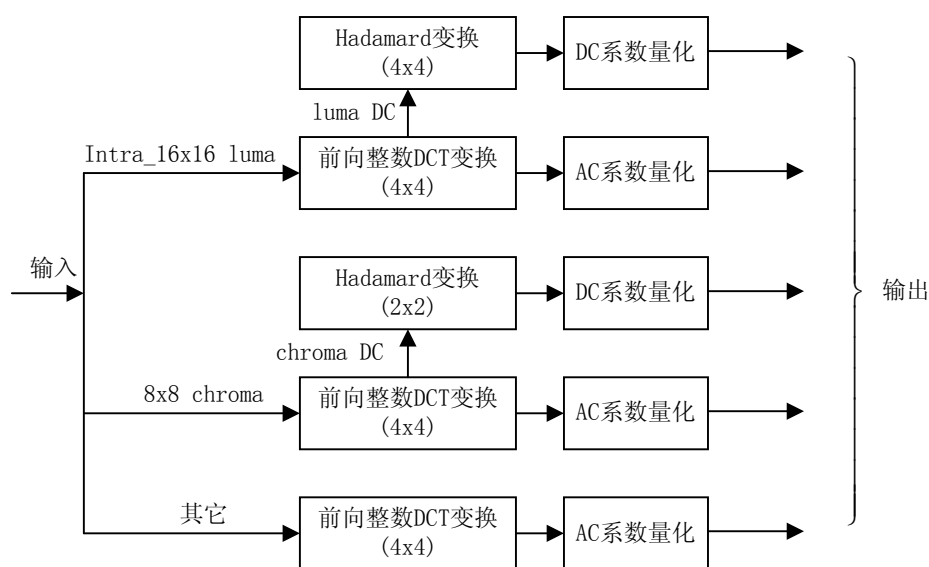 Hadamard变换
(4x4)
DC系数量化
luma DC
Intra_16x16 luma
前向整数DCT变换
(4x4)
AC系数量化
输入
Hadamard变换
(2x2)
DC系数量化
输出
chroma DC
8x8 chroma
前向整数DCT变换
(4x4)
AC系数量化
其它
前向整数DCT变换
(4x4)
AC系数量化